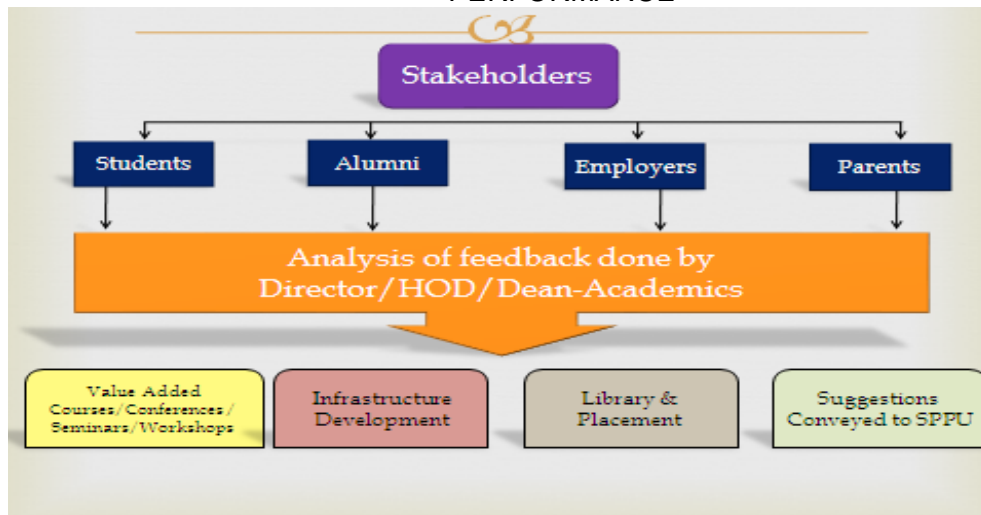 PERFORMANCE
Stakeholders
Students
Alumni
Employers
Parents
Analysis of feedback done by
Director/HOD/Dean-Academics
Value Added
Courses/Conferences/
Seminars/Workshops
Infrastructure
Development
Library &
Placement
Suggestions
Conveyed to SPPU